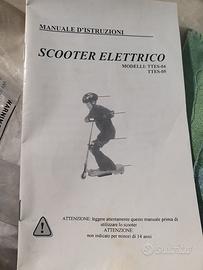 MANUALE D'ISTRUZIONI
SCOOTER ELETTRICO
MODELLI: TTES-04
TTES-05
ATTENZIONE: leggere attentamente questo manuale prima di
utilizzare lo scooter
ATTENZIONE:
non indicato per minori di 14 anni
subito